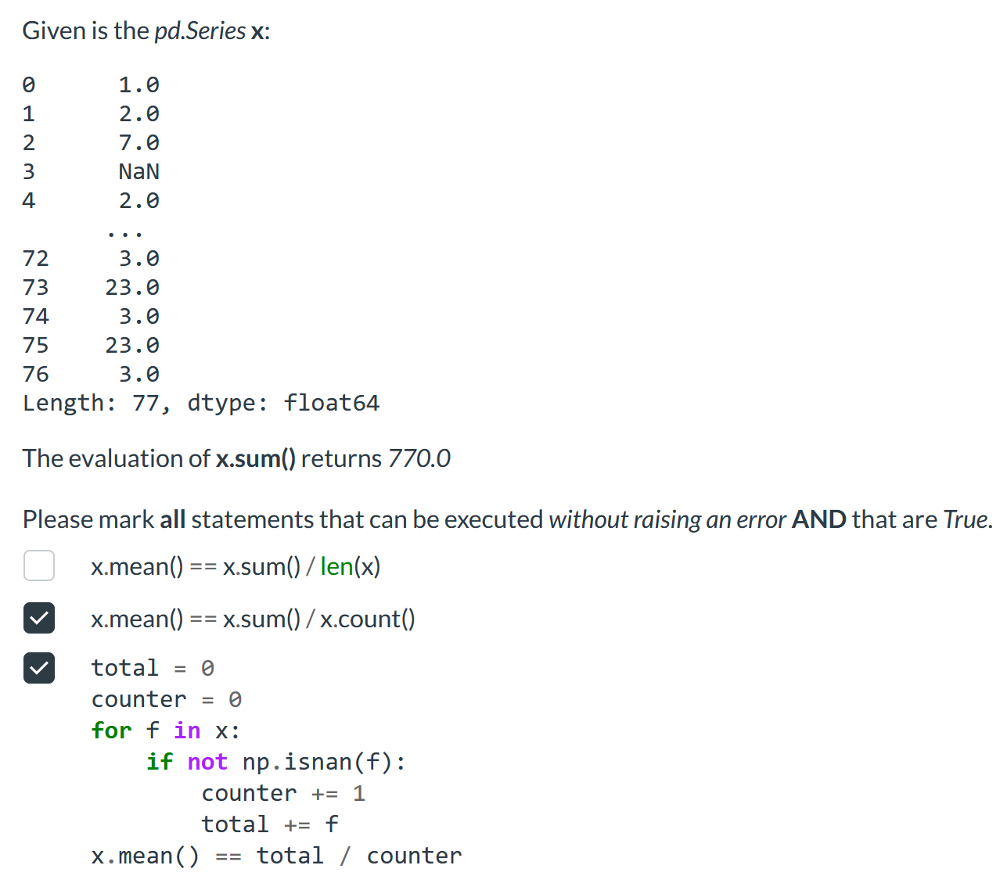 Given is the pd.Series x:
0 1.0
1 2.0
2 7.0
3 NaN
4 2.0
...
72 3.0
73 23.0
74 3.0
75 23.0
76 3.0
Length: 77, dtype: float64
The evaluation of x.sum() returns 770.0
Please mark all statements that can be executed without raising an error AND that are True.
x.mean() == x.sum() / len(x)
x.mean() == x.sum() / x.count()
total = 0
counter = 0
for f in x:
    if not np.isnan(f):
        counter += 1
        total += f
x.mean() == total / counter